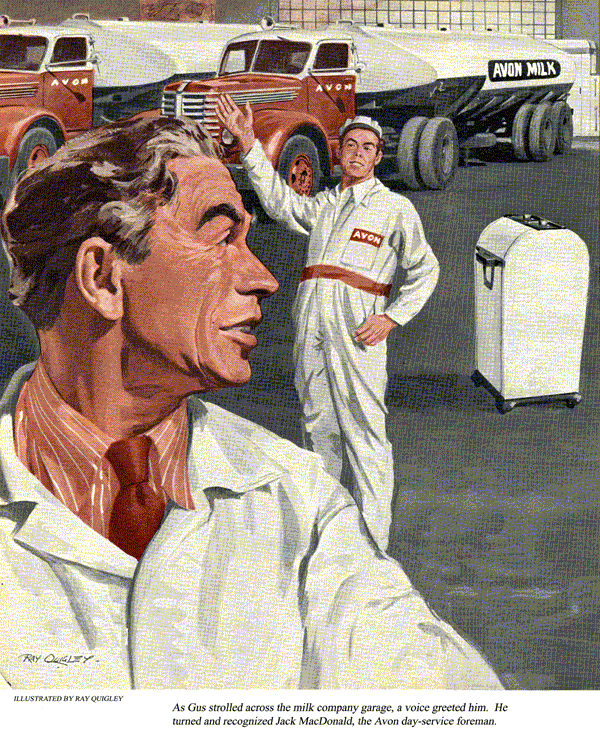 AVON
AVON
AVON MILK
AVON
RAY QUIGLEY -
ILLUSTRATED BY RAY QUIGLEY
As Gus strolled across the milk company garage, a voice greeted him. He
turned and recognized Jack MacDonald, the Avon day-service foreman.